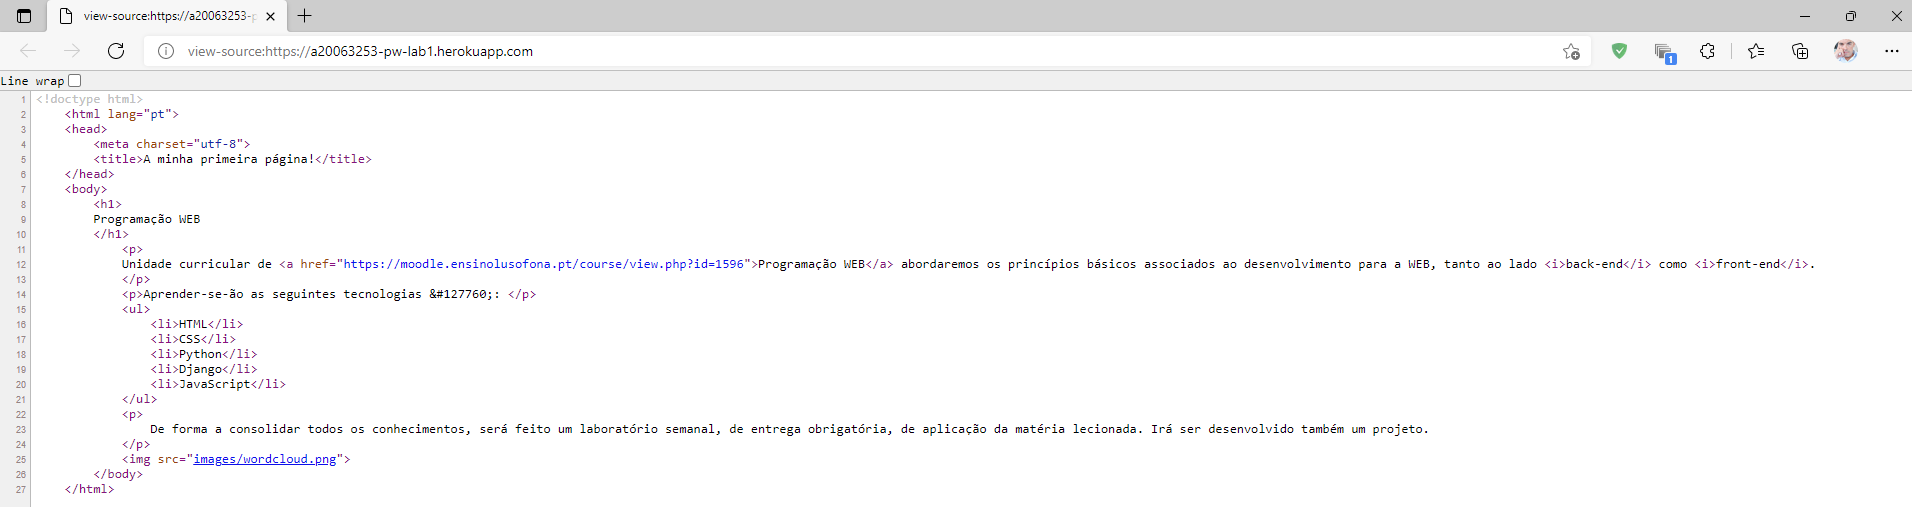 view-source:https://a20063253-p
view-source:https://a20063253-pw-lab1.herokuapp.com
1
Line wrap
1 <!doctype html>
2 <html lang="pt">
3 <head>
4 <meta charset="utf-8">
5 <title>A minha primeira página!</title>
6 </head>
7 <body>
8 <h1>
9 Programação WEB
10 </h1>
11 <p>
12 Unidade curricular de <a href="https://moodle.ensinolusofona.pt/course/view.php?id=1596">Programação WEB</a> abordaremos os princípios básicos associados ao desenvolvimento para a WEB, tanto ao lado <i>back-end</i> como <i>front-end</i>.
13 </p>
14 <p>Aprender-se-ão as seguintes tecnologias &#127760;: </p>
15 <ul>
16 <li>HTML</li>
17 <li>CSS</li>
18 <li>Python</li>
19 <li>Django</li>
20 <li>JavaScript</li>
21 </ul>
22 <p>
23 De forma a consolidar todos os conhecimentos, será feito um laboratório semanal, de entrega obrigatória, de aplicação da matéria lecionada. Irá ser desenvolvido também um projeto.
24 </p>
25 <img src="images/wordcloud.png">
26 </body>
27 </html>